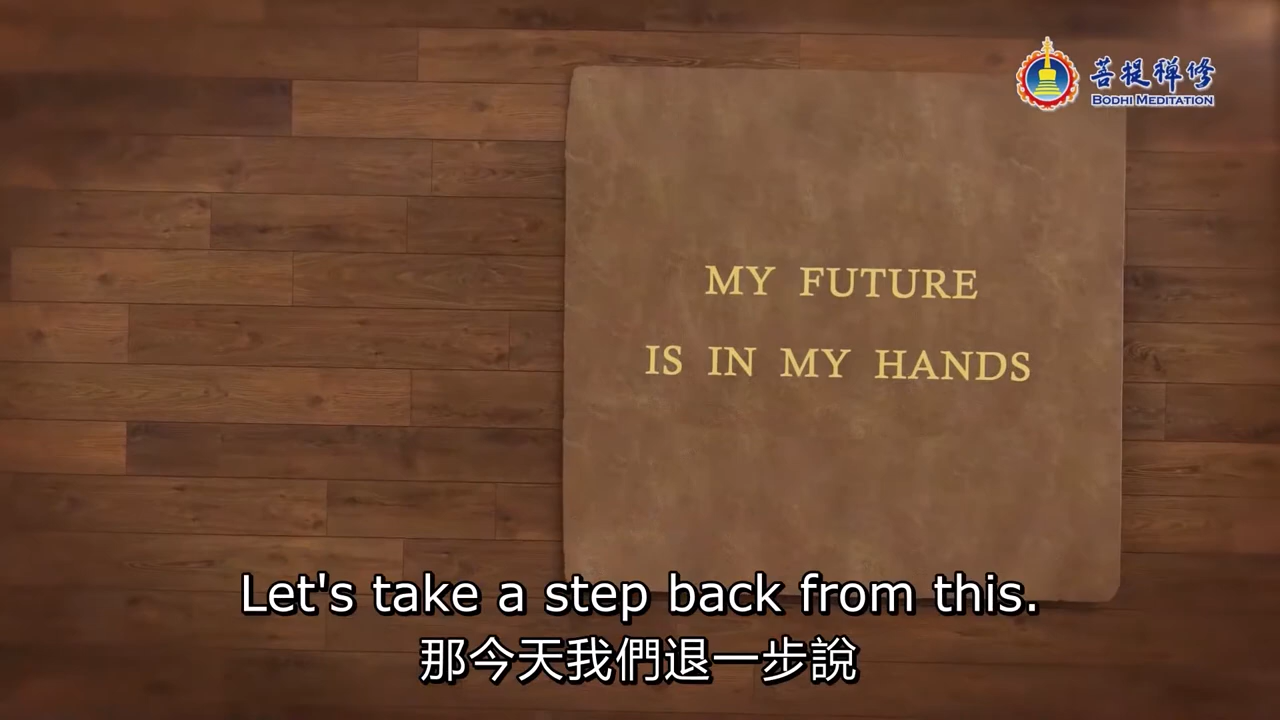 菩提禪修
BODHI MEDITATION
MY FUTURE
IS IN MY HANDS
Let's take a step back from this.
那今天我們退一步說